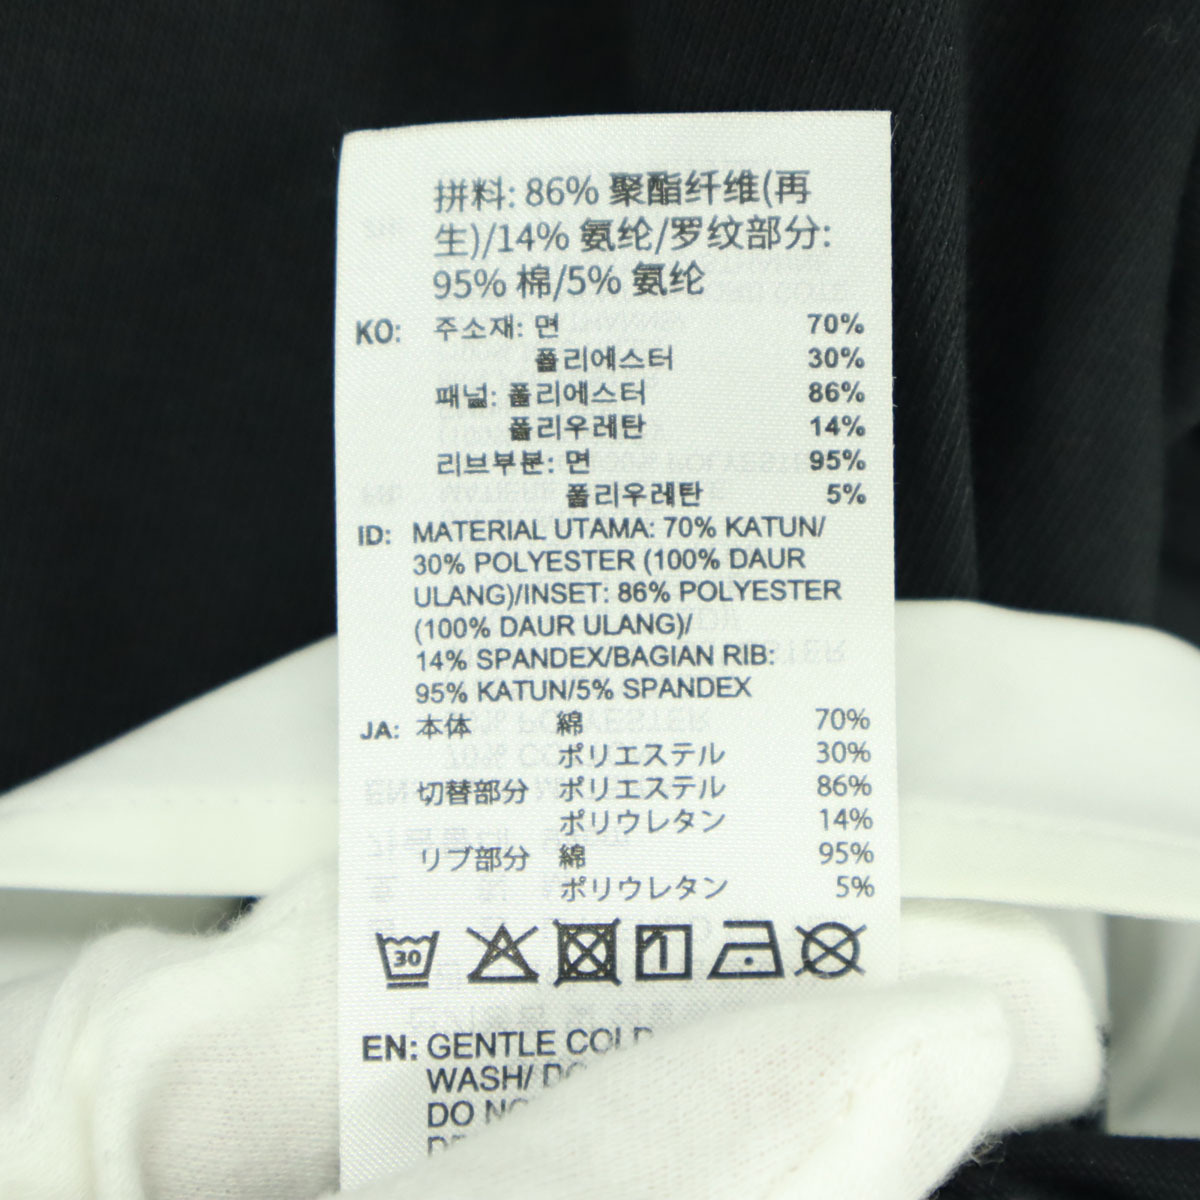 拼料: 86% 聚酯纤维(再
生)/14% 氨纶/罗纹部分:
95% 棉/5% 氨纶
KO: 주소재: 면 70%
폴리에스터 30%
패널: 폴리에스터 86%
폴리우레탄 14%
리브부분: 면 95%
폴리우레탄 5%
ID: MATERIAL UTAMA: 70% KATUN/
30% POLYESTER (100% DAUR
ULANG)/INSET: 86% POLYESTER
(100% DAUR ULANG)/
14% SPANDEX/BAGIAN RIB:
95% KATUN/5% SPANDEX
JA: 本体 綿 70%
ポリエステル 30%
切替部分 ポリエステル 86%
ポリウレタン 14%
リブ部分 綿 95%
ポリウレタン 5%
30
EN: GENTLE COLD
WASH/ DO
DO NO